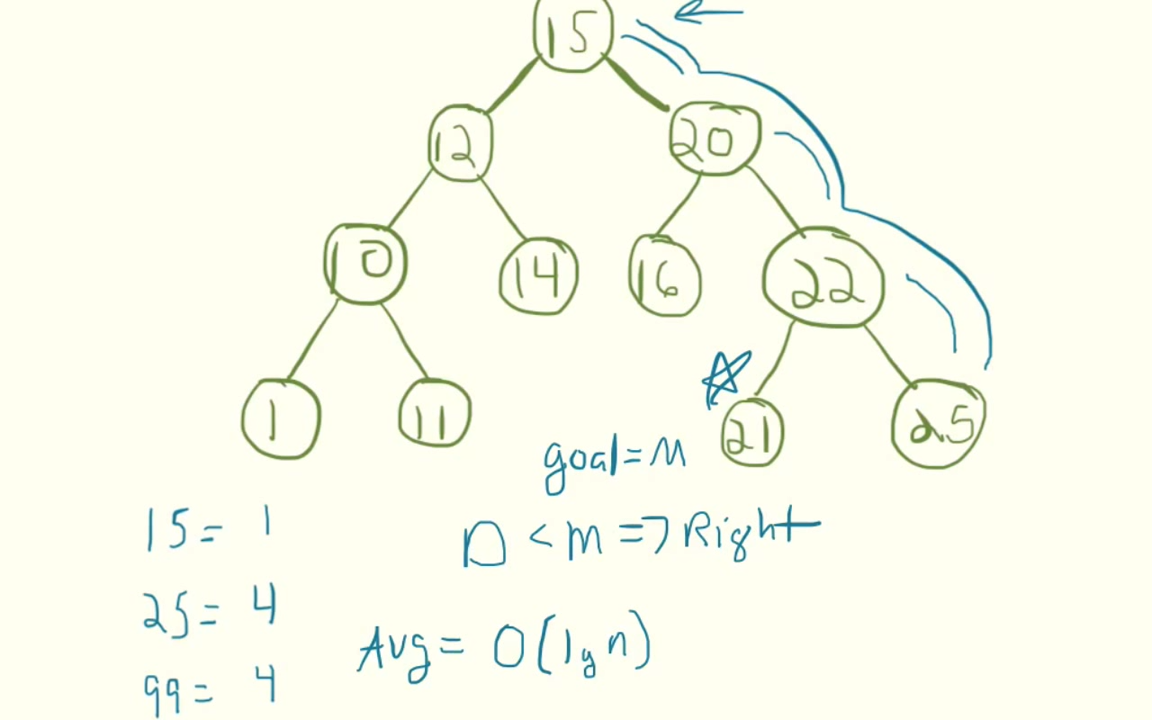 15
12 20
10 14 16 22
1 11 21 25
goal=M
15= 1
n < m => Right
25= 4
Avg= O(lg n)
99= 4